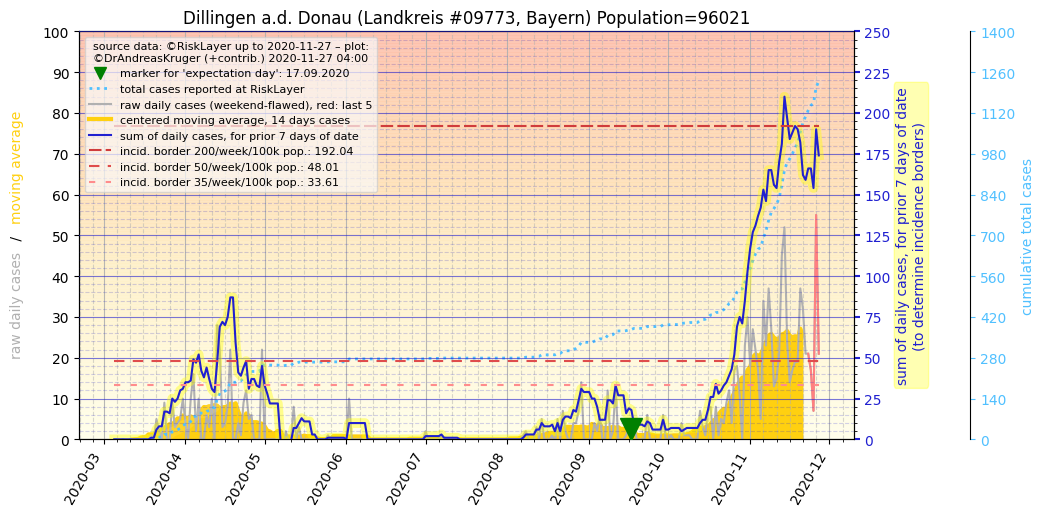 Dillingen a.d. Donau (Landkreis #09773, Bayern) Population=96021
source data: ©RiskLayer up to 2020-11-27 – plot:
©DrAndreasKruger (+contrib.) 2020-11-27 04:00
marker for 'expectation day': 17.09.2020
total cases reported at RiskLayer
raw daily cases (weekend-flawed), red: last 5
centered moving average, 14 days cases
sum of daily cases, for prior 7 days of date
incid. border 200/week/100k pop.: 192.04
incid. border 50/week/100k pop.: 48.01
incid. border 35/week/100k pop.: 33.61
raw daily cases / moving average
100
90
80
70
60
50
40
30
20
10
0
2020-03
2020-04
2020-05
2020-06
2020-07
2020-08
2020-09
2020-10
2020-11
2020-12
250
225
200
175
150
125
100
75
50
25
0
sum of daily cases, for prior 7 days of date
(to determine incidence borders)
1400
1260
1120
980
840
700
560
420
280
140
0
cumulative total cases